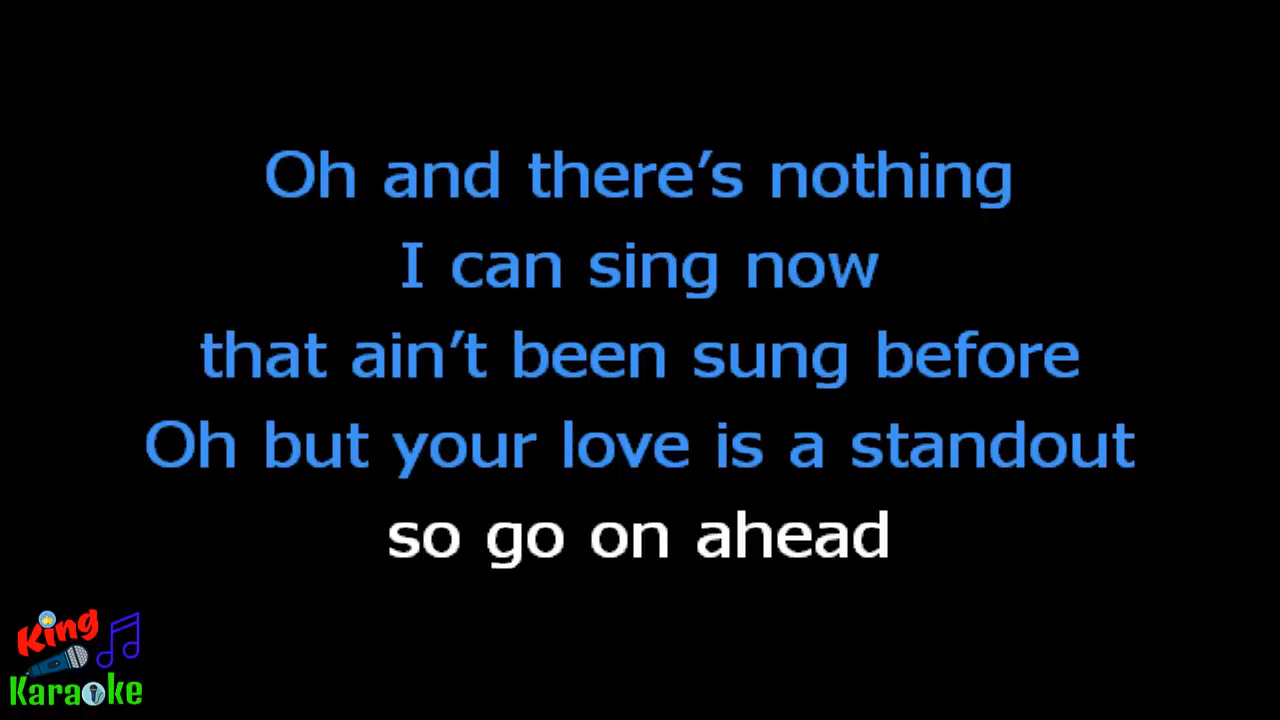 Oh and there’s nothing
I can sing now
that ain’t been sung before
Oh but your love is a standout
so go on ahead
King
Karaoke